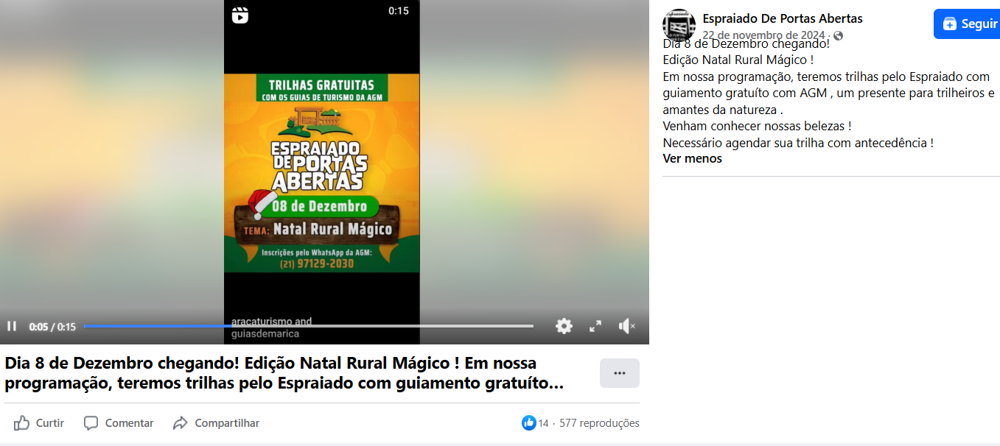 0:15
TRILHAS GRATUITAS
COM OS GUIAS DE TURISMO DA AGM
ESPRAIADO
DE PORTAS
ABERTAS
08 de Dezembro
TEMA: Natal Rural Mágico
Inscrições pelo WhatsApp da AGM:
(21) 97129-2030
aracaturismo and
guiasdemarica
0:05 / 0:15
Dia 8 de Dezembro chegando! Edição Natal Rural Mágico ! Em nossa
programação, teremos trilhas pelo Espraiado com guiamento gratuíto...
Curtir
Comentar
Compartilhar
14 · 577 reproduções
Espraiado De Portas Abertas
Seguir
22 de novembro de 2024 ·
Dia 8 de Dezembro chegando!
Edição Natal Rural Mágico !
Em nossa programação, teremos trilhas pelo Espraiado com
guiamento gratuíto com AGM , um presente para trilheiros e
amantes da natureza .
Venham conhecer nossas belezas !
Necessário agendar sua trilha com antecedência !
Ver menos